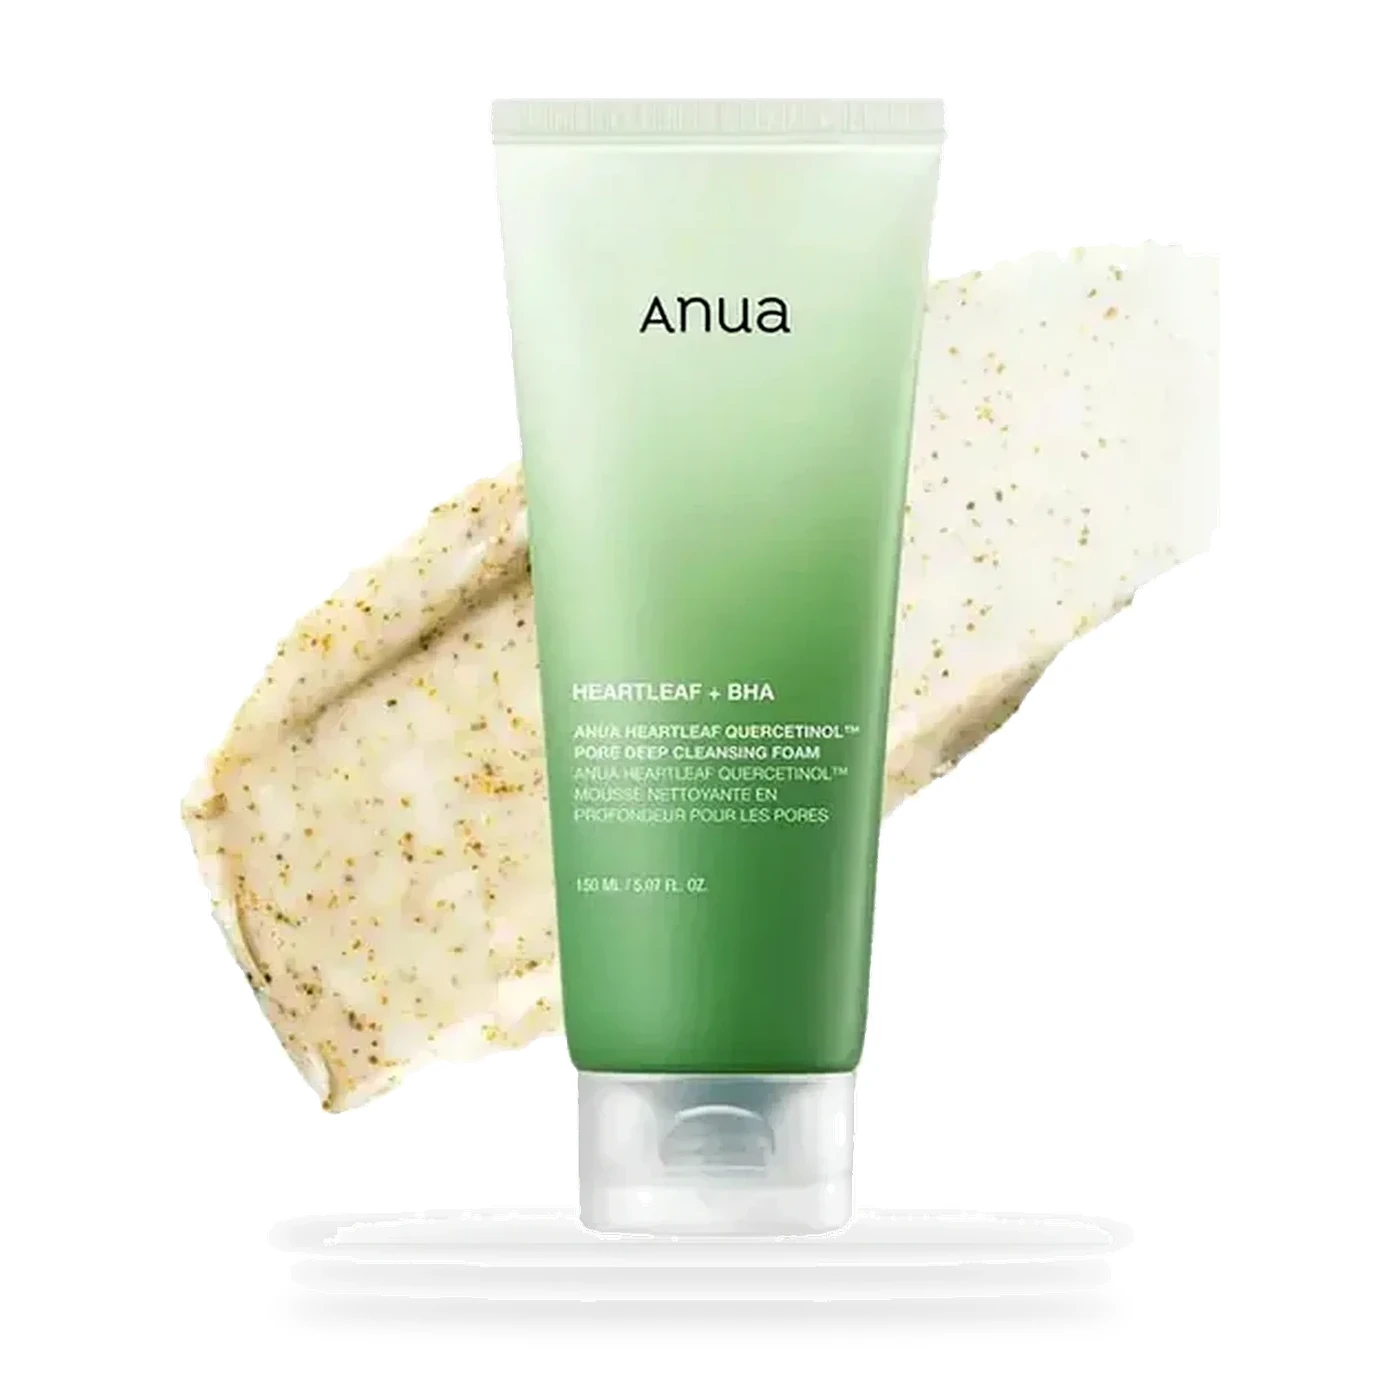 Anua
HEARTLEAF + BHA
ANUA HEARTLEAF QUERCETINOL™
PORE DEEP CLEANSING FOAM
ANUA HEARTLEAF QUERCETINOL™
MOUSSE NETTOYANTE EN
PROFONDEUR POUR LES PORES
150 ML / 5.07 FL. OZ.